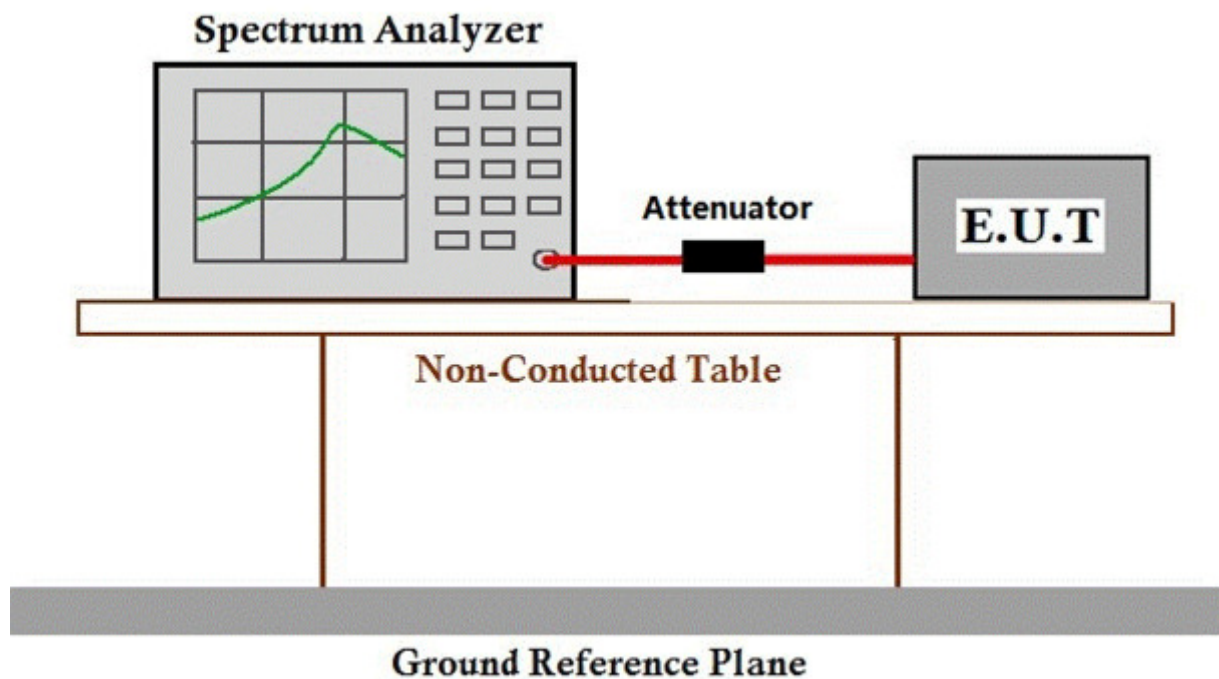 Spectrum Analyzer
Attenuator
E.U.T
Non-Conducted Table
Ground Reference Plane